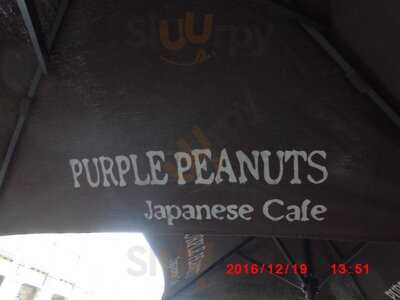 PURPLE PEANUTS
Japanese Cafe
2016/12/19 13:51